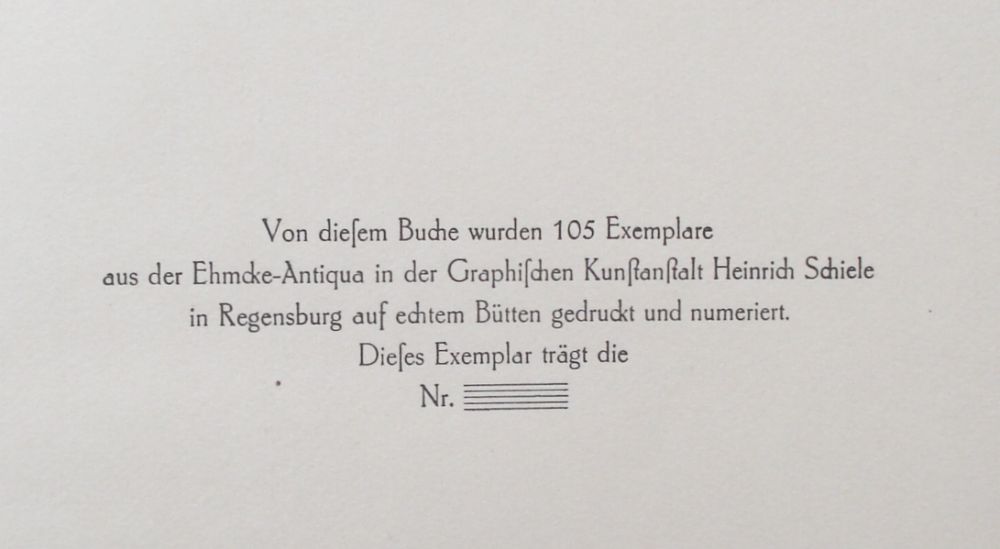 Von dieſem Buche wurden 105 Exemplare
aus der Ehmcke-Antiqua in der Graphiſchen Kunſtanſtalt Heinrich Schiele
in Regensburg auf echtem Bütten gedruckt und numeriert.
Dieſes Exemplar trägt die
Nr.